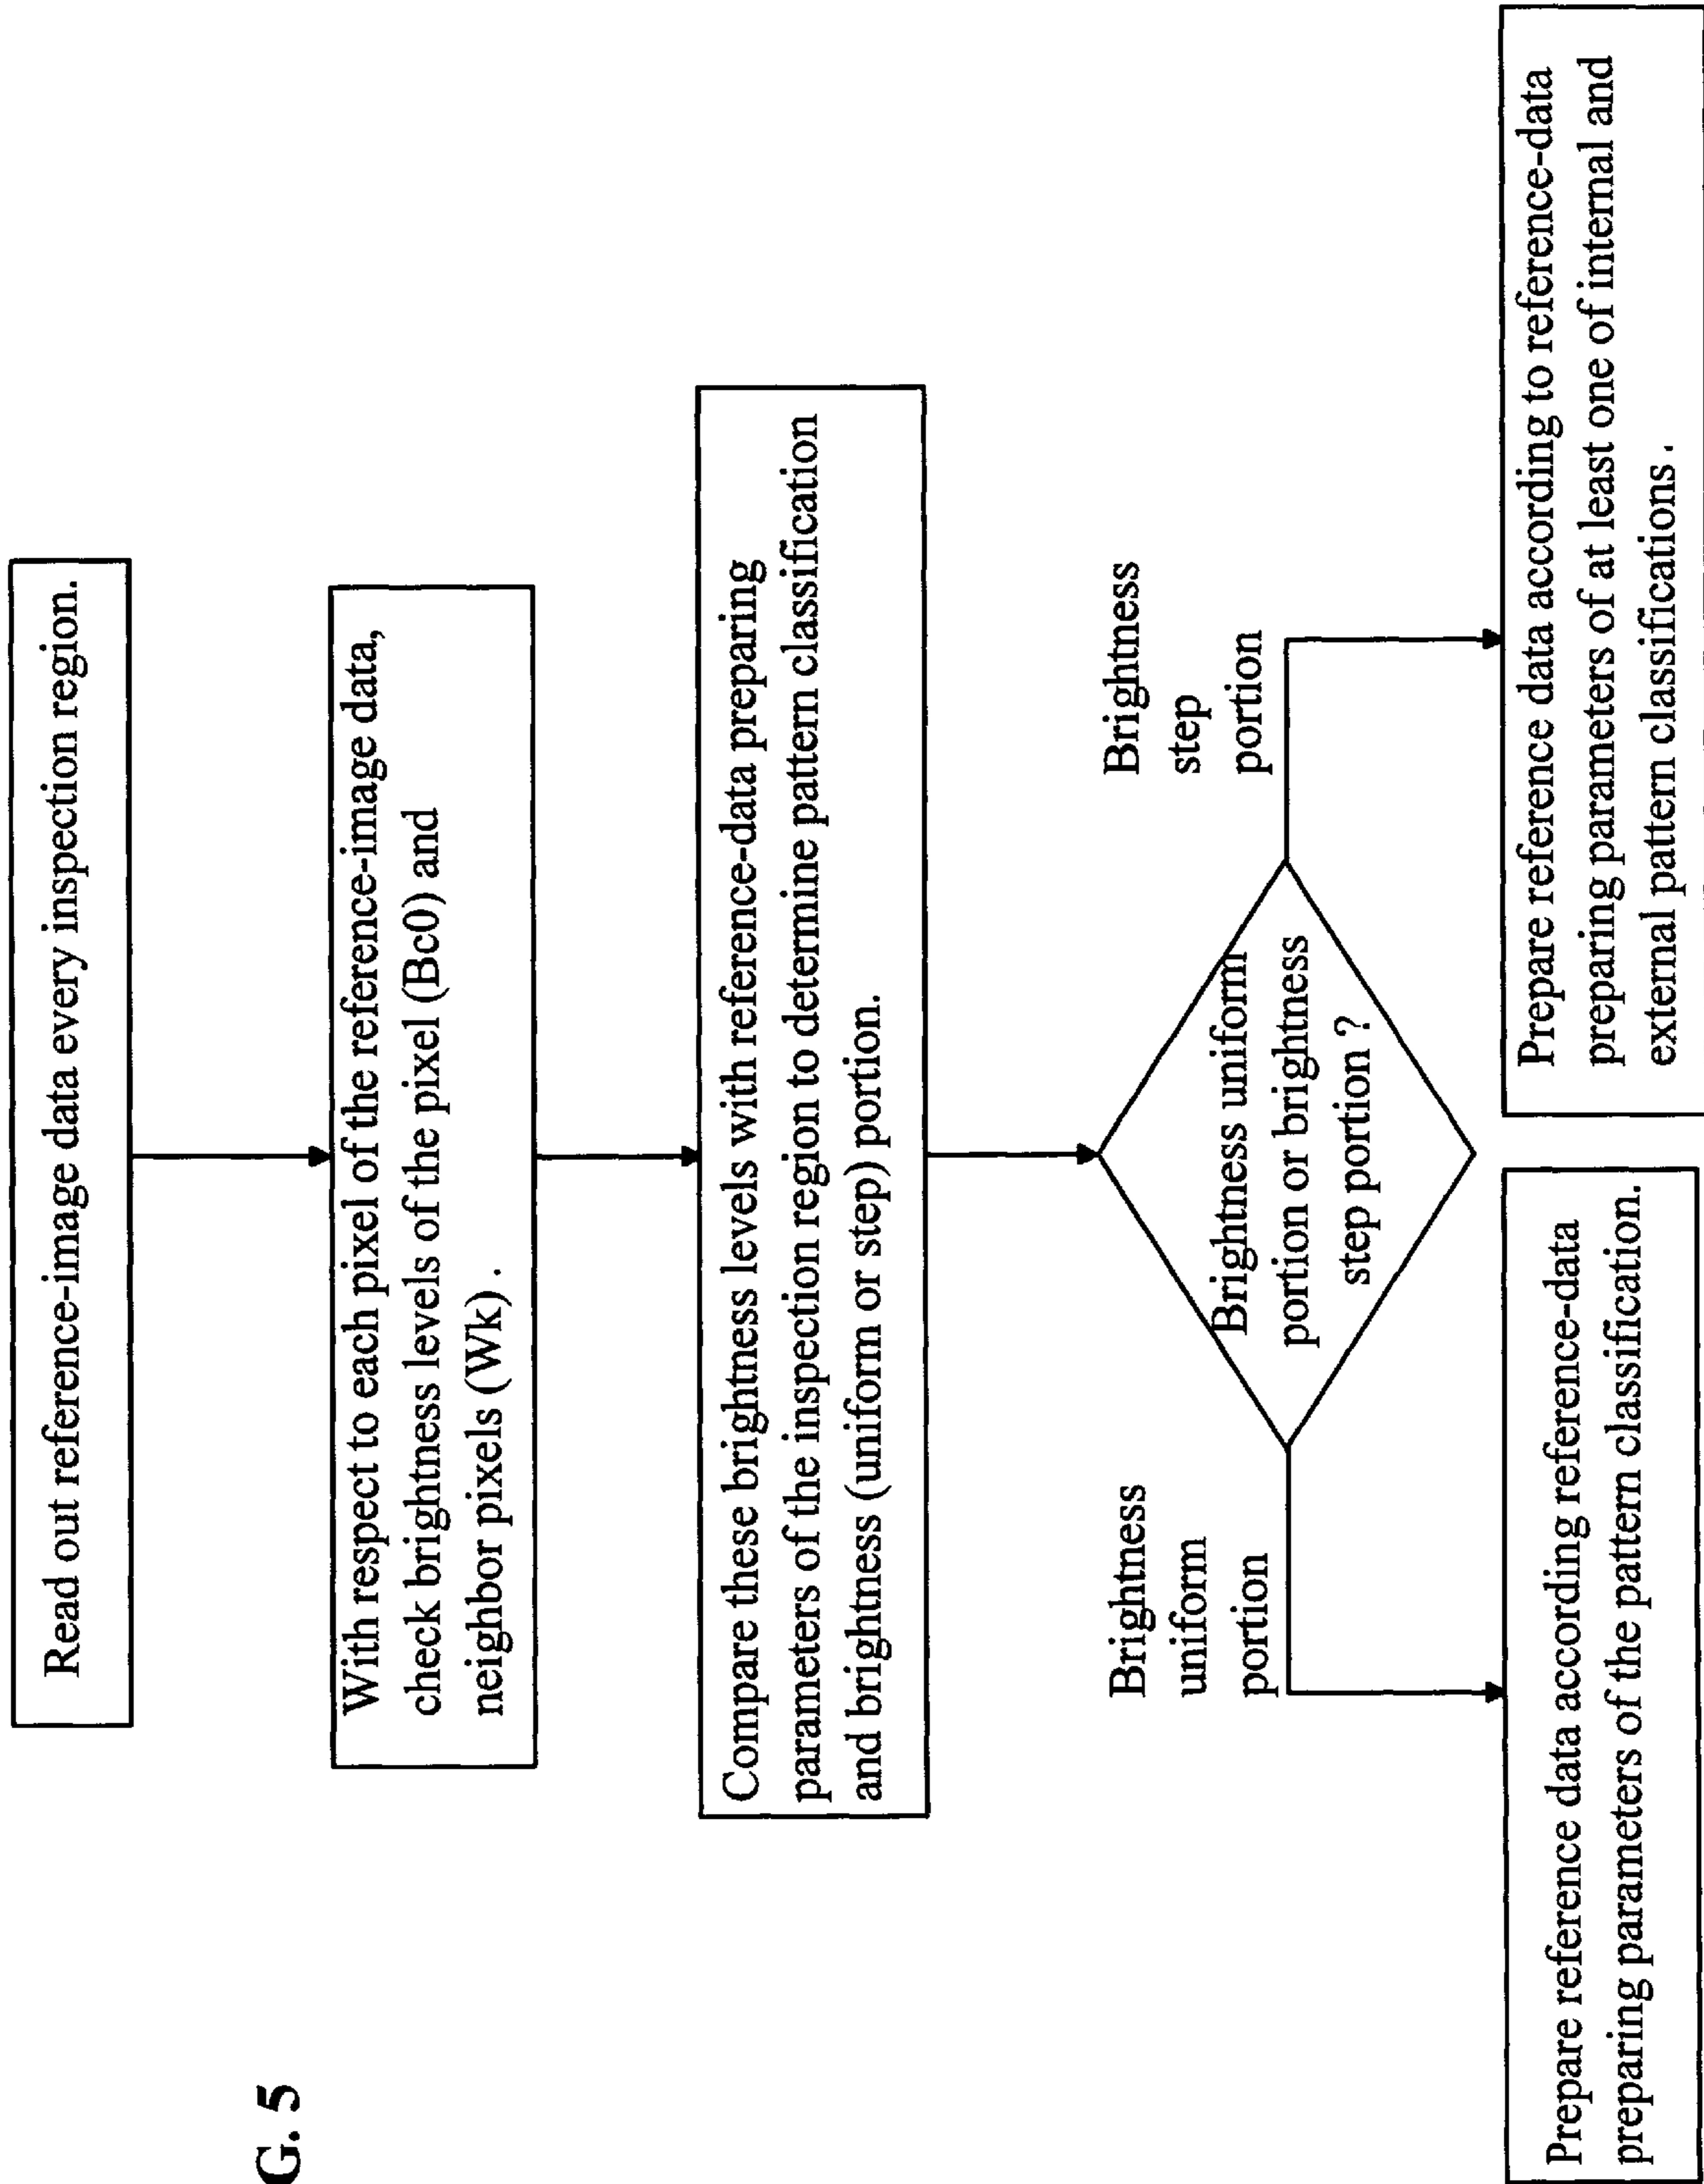 G. 5
Read out reference-image data every inspection region.
With respect to each pixel of the reference-image data,
check brightness levels of the pixel (Bc0) and
neighbor pixels (Wk) .
Compare these brightness levels with reference-data preparing
parameters of the inspection region to determine pattern classification
and brightness (uniform or step) portion.
Brightness uniform
portion or brightness
step portion ?
Brightness
uniform
portion
Brightness
step
portion
Prepare reference data according reference-data
preparing parameters of the pattern classification.
Prepare reference data according to reference-data
preparing parameters of at least one of internal and
external pattern classifications .